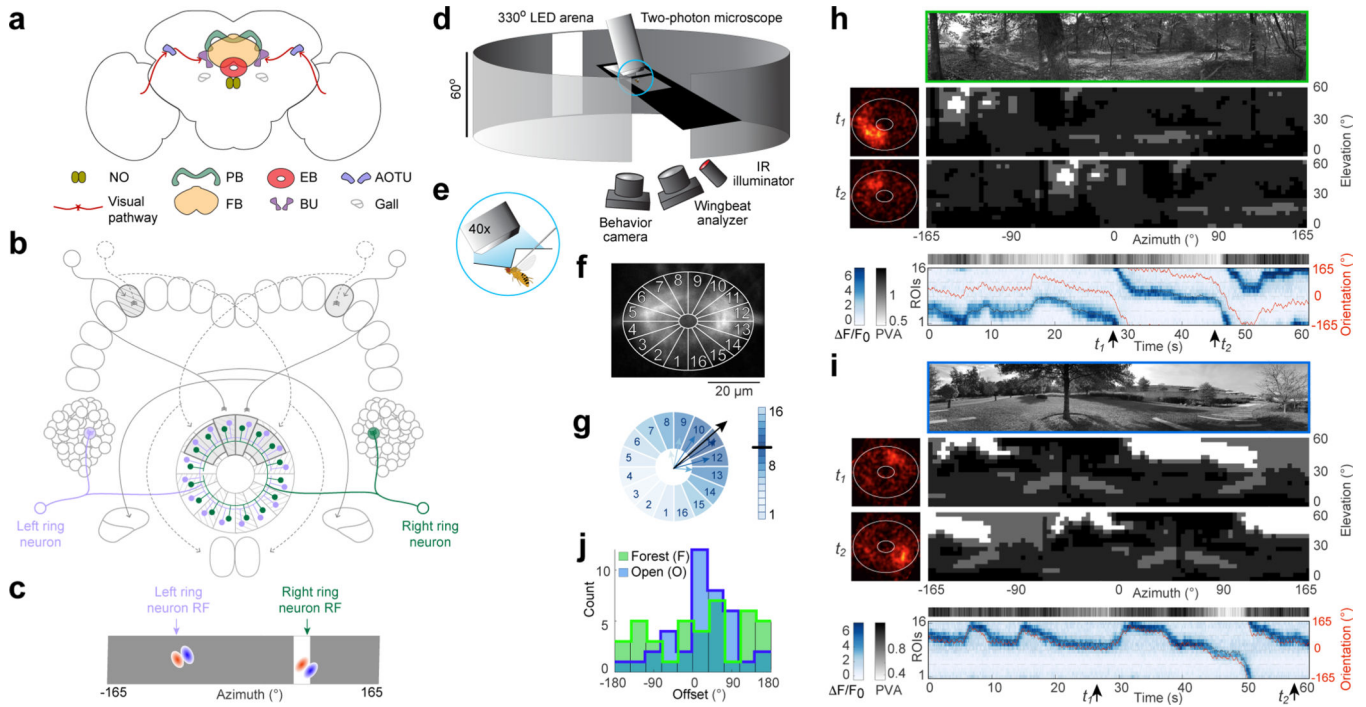 a
NO
PB
EB
AOTU
Visual
pathway
FB
BU
Gall
b
Left ring
neuron
Right ring
neuron
c
Left ring
neuron RF
Right ring
neuron RF
-165
Azimuth (°)
165
d
330° LED arena
Two-photon microscope
60°
IR
illuminator
Wingbeat
analyzer
Behavior
camera
e
40x
f
8 9
7 10
6 11
5 12
4 13
3 14
2 1 16 15
20 µm
g
8 9
7 10
6
5 12
4 13
3 14
2 1 16 15
16
8
1
j
Forest (F)
Open (O)
10
5
0
Count
-180 -90 0 90 180
Offset (°)
h
t1
t2
60
30
0
60
30
0
Elevation (°)
-165 -90 0 90 165
Azimuth (°)
6
4
2
0
ΔF/F0
1
0.5
PVA
16
ROIs
1
165
0
-165
Orientation (°)
0 10 20 30 40 50 60
t1 Time (s) t2
i
t1
t2
60
30
0
60
30
0
Elevation (°)
-165 -90 0 90 165
Azimuth (°)
6
4
2
0
ΔF/F0
0.8
0.4
PVA
16
ROIs
1
165
0
-165
Orientation (°)
0 10 20 30 40 50 60
t1 Time (s) t2